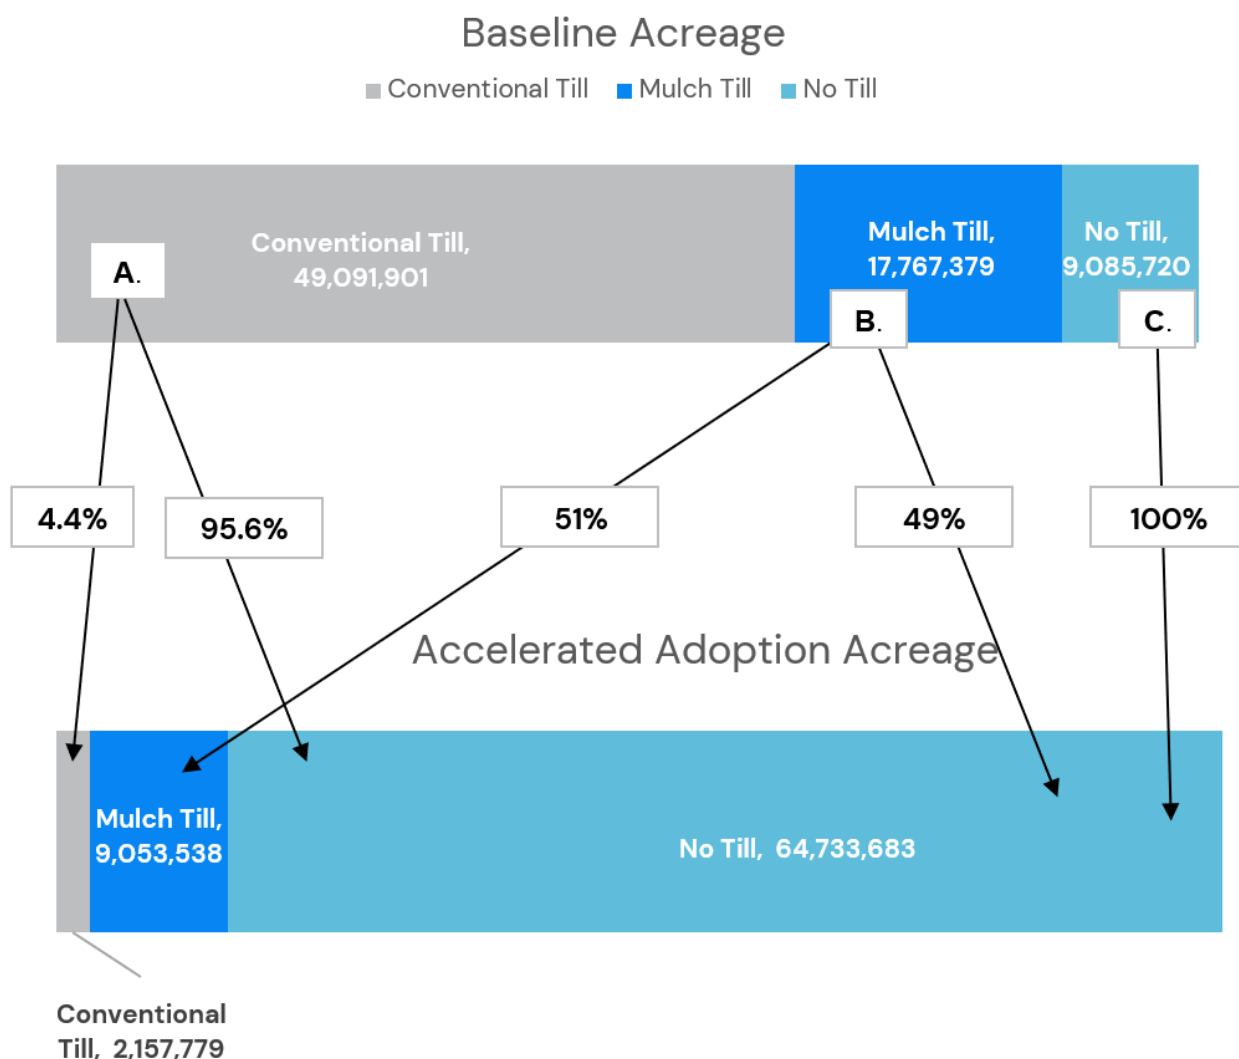 Baseline Acreage
Conventional Till Mulch Till No Till
Conventional Till,
49,091,901
Mulch Till,
17,767,379
No Till,
9,085,720
A.
B.
C.
4.4%
95.6%
51%
49%
100%
Accelerated Adoption Acreage
Mulch Till,
9,053,538
No Till, 64,733,683
Conventional
Till, 2,157,779